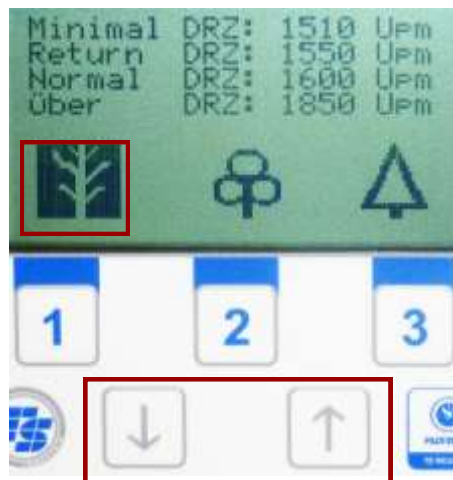 Minimal DRZ: 1510 Upm
Return DRZ: 1550 Upm
Normal DRZ: 1600 Upm
über DRZ: 1850 Upm
1 2 3